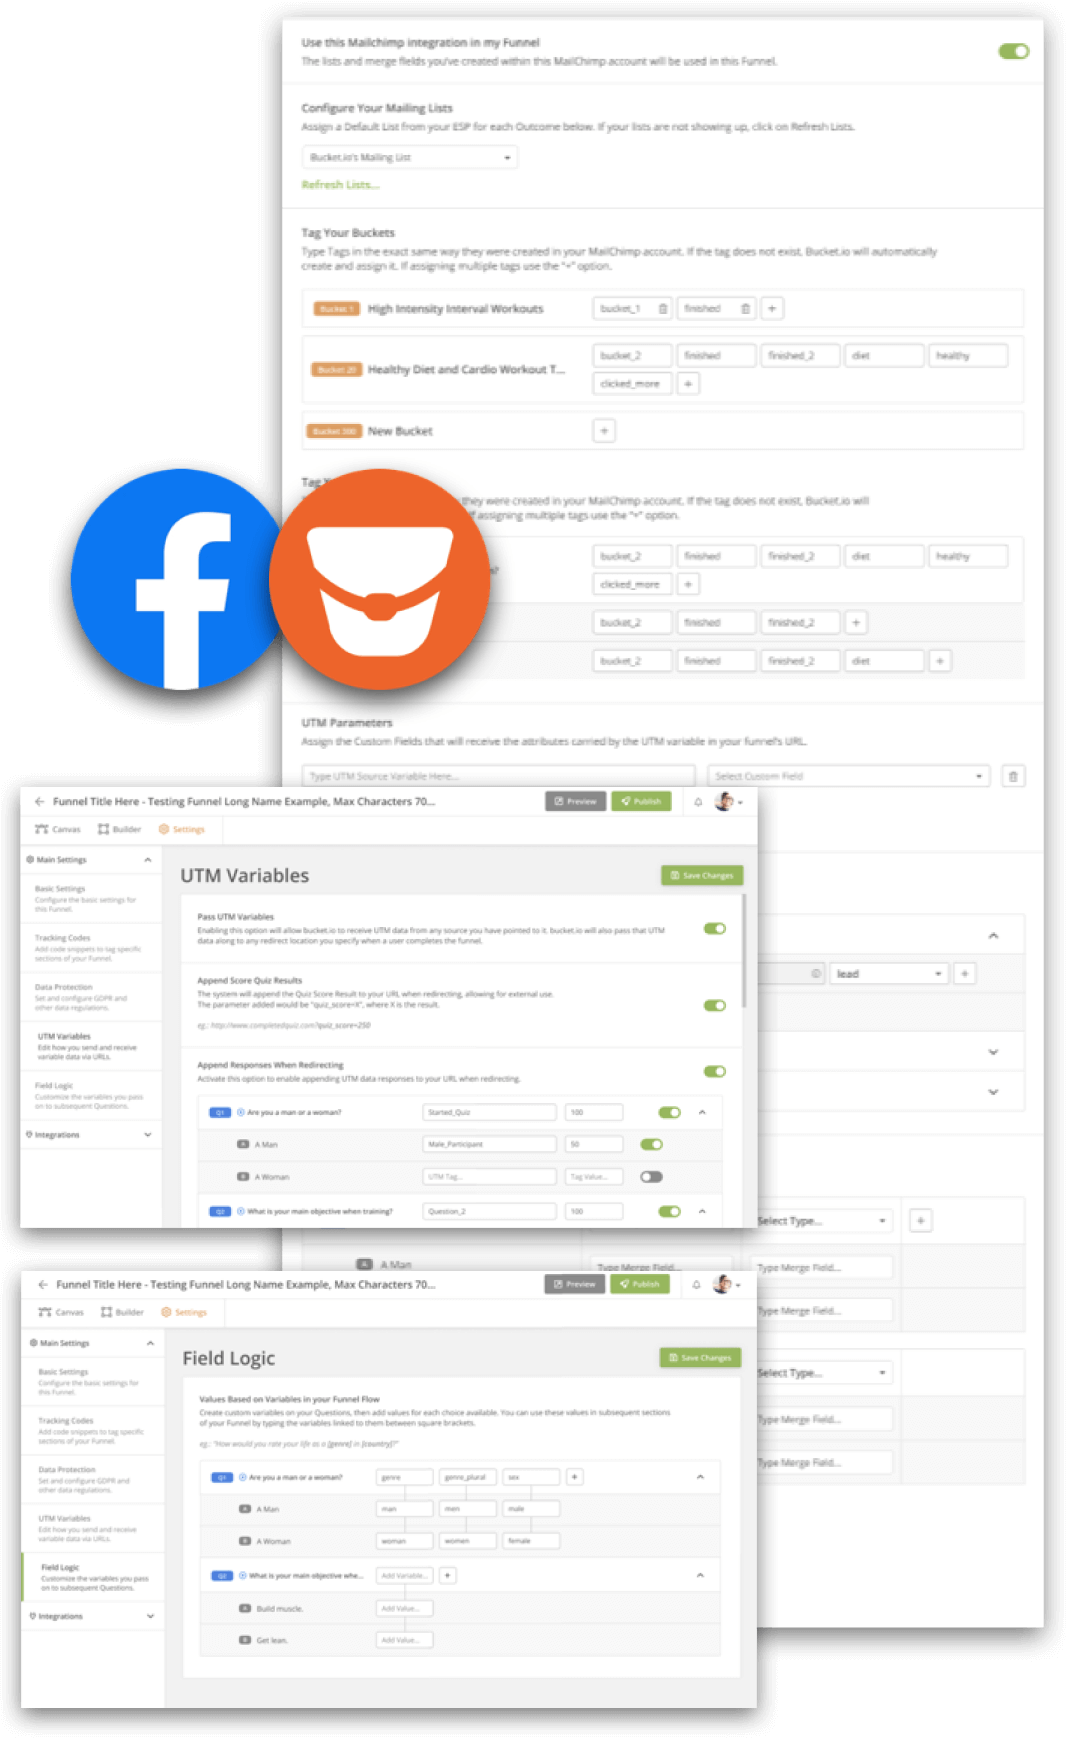 Use this Mailchimp integration in my Funnel
The lists and merge fields you've created within this MailChimp account will be used in this Funnel.
Configure Your Mailing Lists
Assign a Default List from your ESP for each Outcome below. If your lists are not showing up, click on Refresh Lists.
Bucket.io's Mailing List
Refresh Lists...
Tag Your Buckets
Type Tags in the exact same way they were created in your MailChimp account. If the tag does not exist, Bucket.io will automatically
create and assign it. If assigning multiple tags use the "+" option.
Bucket 1 High Intensity Interval Workouts bucket_1 finished +
Bucket 20 Healthy Diet and Cardio Workout T... bucket_2 finished finished_2 diet healthy
clicked_more +
Bucket 300 New Bucket +
Tag
they were created in your MailChimp account. If the tag does not exist, Bucket.io will
If assigning multiple tags use the "+" option.
bucket_2 finished finished_2 diet healthy
clicked_more +
bucket_2 finished finished_2 +
bucket_2 finished finished_2 diet +
UTM Parameters
Assign the Custom Fields that will receive the attributes carried by the UTM variable in your funnel's URL.
Type UTM Source Variable Here... Select Custom Field
Funnel Title Here - Testing Funnel Long Name Example, Max Characters 70... Preview Publish
Canvas Builder Settings
Main Settings
Basic Settings
Configure the basic settings for
this Funnel.
Tracking Codes
Add code snippets to tag specific
sections of your Funnel.
Data Protection
Set and configure GDPR and
other data regulations.
UTM Variables
Edit how you send and receive
variable data via URLs.
Field Logic
Customize the variables you pass
on to subsequent Questions.
Integrations
UTM Variables Save Changes
Pass UTM Variables
Enabling this option will allow bucket.io to receive UTM data from any source you have pointed to it. bucket.io will also pass that UTM
data along to any redirect location you specify when a user completes the funnel.
Append Score Quiz Results
The system will append the Quiz Score Result to your URL when redirecting, allowing for external use.
The parameter added would be "quiz_score=X", where X is the result.
eg.: http://www.completedquiz.com?quiz_score=250
Append Responses When Redirecting
Activate this option to enable appending UTM data responses to your URL when redirecting.
Q1 Are you a man or a woman? Started_Quiz 100
A A Man Male_Participant 50
A Woman UTM Tag... Tag Value...
Q2 What is your main objective when training? Question_2 100
lead +
Select Type... +
A A Man Type Merge Field... Type Merge Field...
Type Merge Field...
Select Type...
Type Merge Field...
Type Merge Field...
Funnel Title Here - Testing Funnel Long Name Example, Max Characters 70... Preview Publish
Canvas Builder Settings
Main Settings
Basic Settings
Configure the basic settings for
this Funnel.
Tracking Codes
Add code snippets to tag specific
sections of your Funnel.
Data Protection
Set and configure GDPR and
other data regulations.
UTM Variables
Edit how you send and receive
variable data via URLs.
Field Logic
Customize the variables you pass
on to subsequent Questions.
Integrations
Field Logic Save Changes
Values Based on Variables in your Funnel Flow
Create custom variables on your Questions, then add values for each choice available. You can use these values in subsequent sections
of your Funnel by typing the variables linked to them between square brackets.
eg.: "How would you rate your life as a [genre] in [country]?"
Q1 Are you a man or a woman? genre genre_plural sex +
A A Man man men male
A Woman woman women female
Q2 What is your main objective whe... Add Variable... +
A Build muscle. Add Value...
Get lean. Add Value...